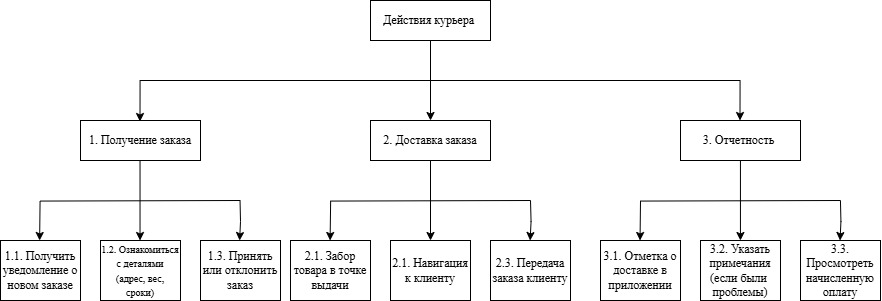 Действия курьера
1. Получение заказа
2. Доставка заказа
3. Отчетность
1.1. Получить
уведомление о
новом заказе
1.2. Ознакомиться
с деталями
(адрес, вес,
сроки)
1.3. Принять
или отклонить
заказ
2.1. Забор
товара в точке
выдачи
2.1. Навигация
к клиенту
2.3. Передача
заказа клиенту
3.1. Отметка о
доставке в
приложении
3.2. Указать
примечания
(если были
проблемы)
3.3.
Просмотреть
начисленную
оплату